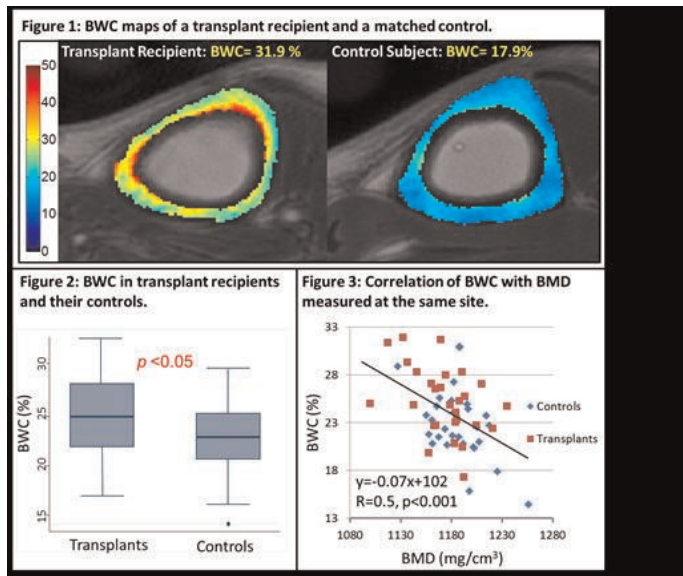 Figure 1: BWC maps of a transplant recipient and a matched control.
Transplant Recipient: BWC= 31.9 %
Control Subject: BWC= 17.9%
50
40
30
20
10
0
Figure 2: BWC in transplant recipients
and their controls.
p <0.05
BWC (%)
30
25
20
15
Transplants
Controls
Figure 3: Correlation of BWC with BMD
measured at the same site.
BWC (%)
33
28
23
18
13
Controls
Transplants
y=-0.07x+102
R=0.5, p<0.001
1080 1130 1180 1230 1280
BMD (mg/cm³)